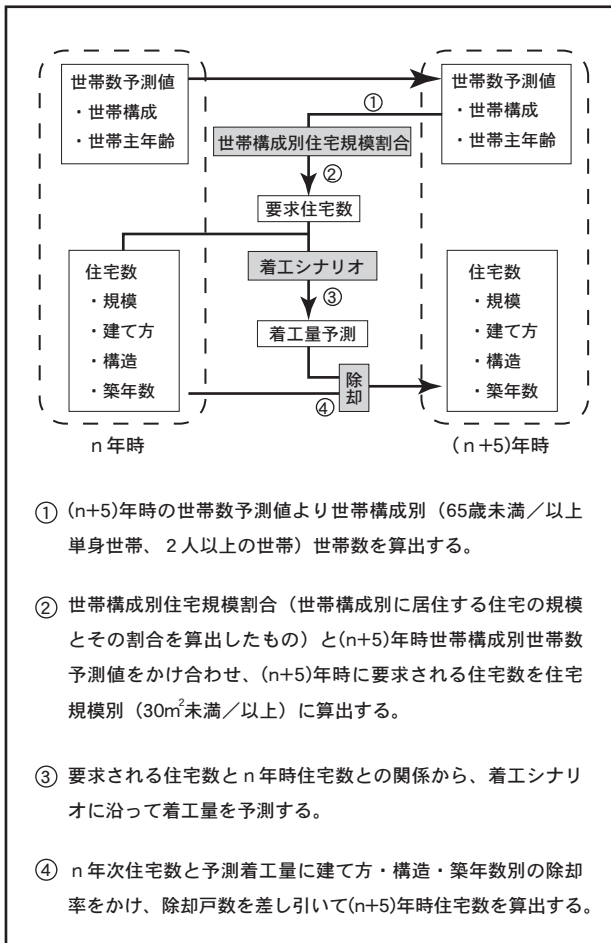 世帯数予測値
・世帯構成
・世帯主年齢
世帯数予測値
・世帯構成
・世帯主年齢
①
世帯構成別住宅規模割合
②
要求住宅数
住宅数
・規模
・建て方
・構造
・築年数
着工シナリオ
③
着工量予測
除却
④
住宅数
・規模
・建て方
・構造
・築年数
n年時
(n+5)年時
① (n+5)年時の世帯数予測値より世帯構成別(65歳未満/以上
単身世帯、2人以上の世帯)世帯数を算出する。
② 世帯構成別住宅規模割合(世帯構成別に居住する住宅の規模
とその割合を算出したもの)と(n+5)年時世帯構成別世帯数
予測値をかけ合わせ、(n+5)年時に要求される住宅数を住宅
規模別(30㎡未満/以上)に算出する。
③ 要求される住宅数とn年時住宅数との関係から、着工シナリ
オに沿って着工量を予測する。
④ n年次住宅数と予測着工量に建て方・構造・築年数別の除却
率をかけ、除却戸数を差し引いて(n+5)年時住宅数を算出する。